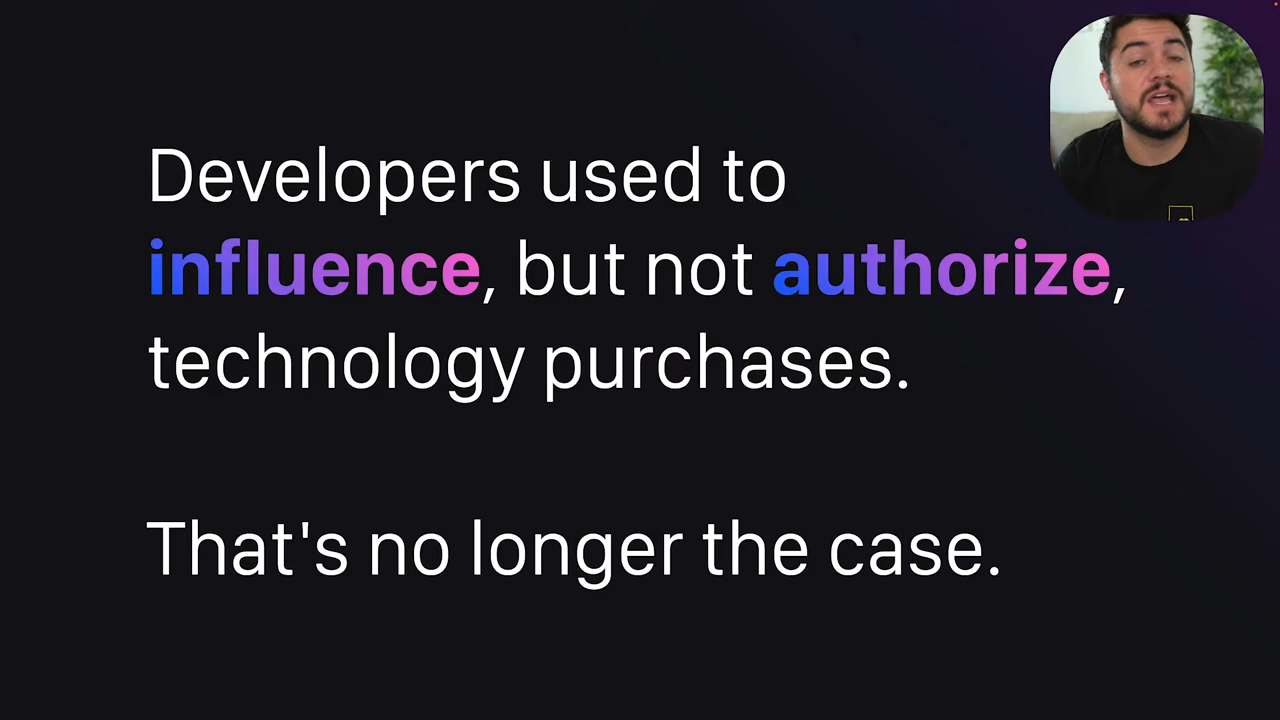 Developers used to
influence, but not authorize,
technology purchases.
That's no longer the case.